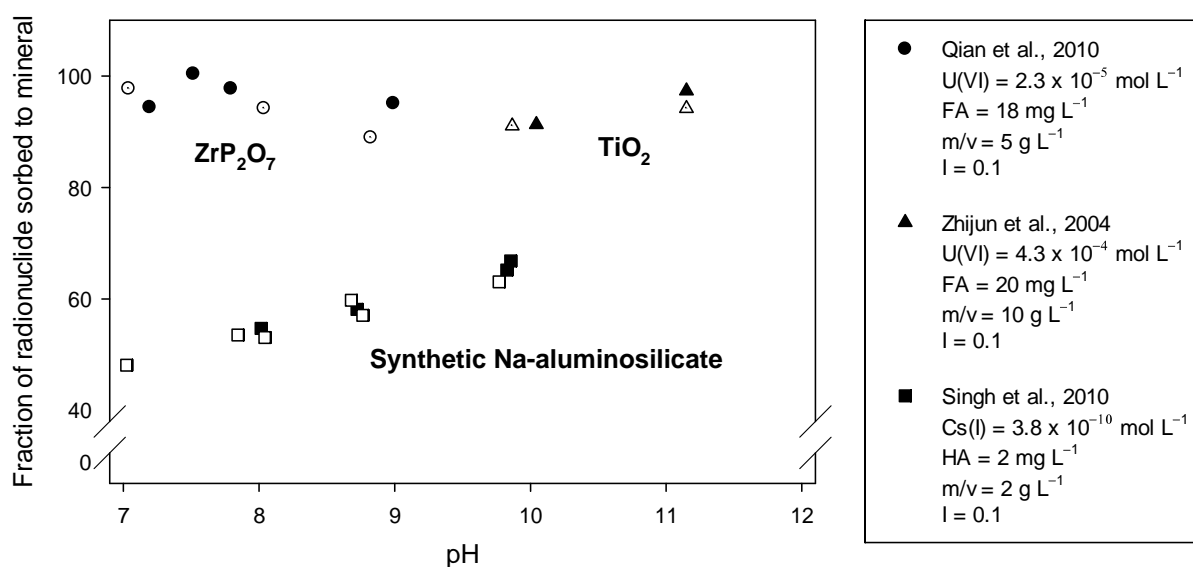 Fraction of radionuclide sorbed to mineral
100
80
60
40
0
ZrP₂O₇
TiO₂
Synthetic Na-aluminosilicate
7 8 9 10 11 12
pH
Qian et al., 2010
U(VI) = 2.3 x 10⁻⁵ mol L⁻¹
FA = 18 mg L⁻¹
m/v = 5 g L⁻¹
I = 0.1
Zhijun et al., 2004
U(VI) = 4.3 x 10⁻⁴ mol L⁻¹
FA = 20 mg L⁻¹
m/v = 10 g L⁻¹
I = 0.1
Singh et al., 2010
Cs(I) = 3.8 x 10⁻¹⁰ mol L⁻¹
HA = 2 mg L⁻¹
m/v = 2 g L⁻¹
I = 0.1